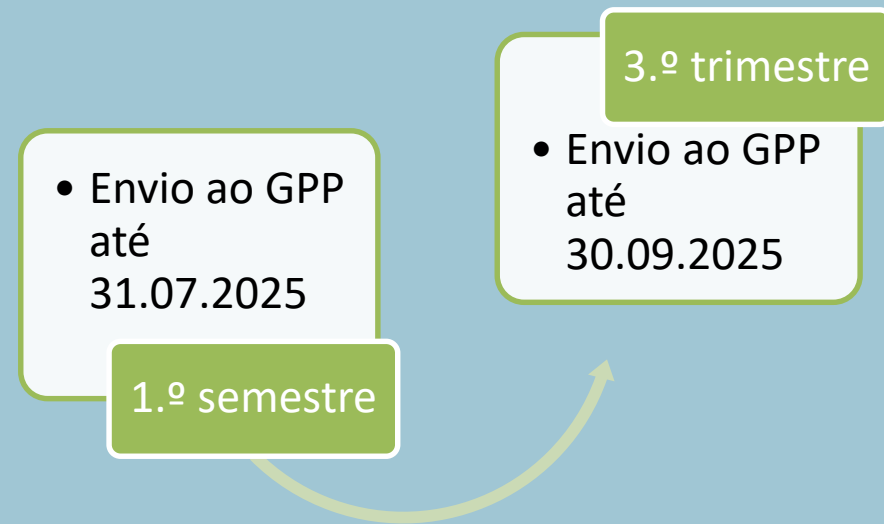 • Envio ao GPP
até
31.07.2025
1.º semestre
3.º trimestre
• Envio ao GPP
até
30.09.2025